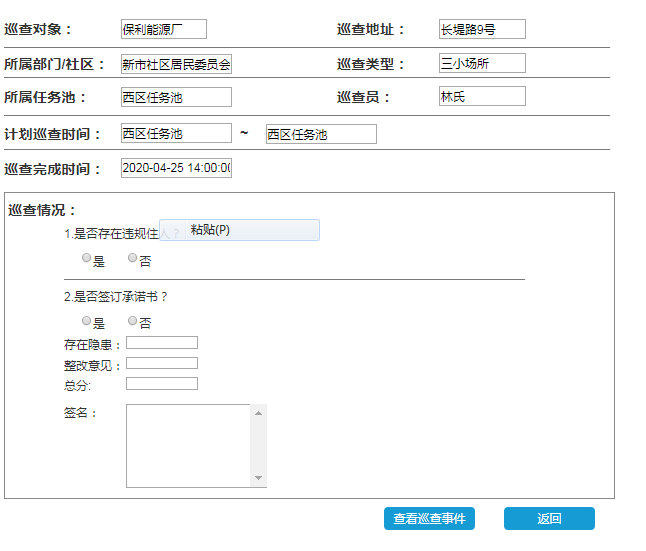 巡查对象： 保利能源厂 巡查地址： 长堤路9号
所属部门/社区： 新市社区居民委员会 巡查类型： 三小场所
所属任务池： 西区任务池 巡查员： 林氏
计划巡查时间： 西区任务池 ~ 西区任务池
巡查完成时间： 2020-04-25 14:00:00
巡查情况：
粘贴(P)
1.是否存在违规住人？
是 否
2.是否签订承诺书？
是 否
存在隐患：
整改意见：
总分:
签名：
查看巡查事件 返回